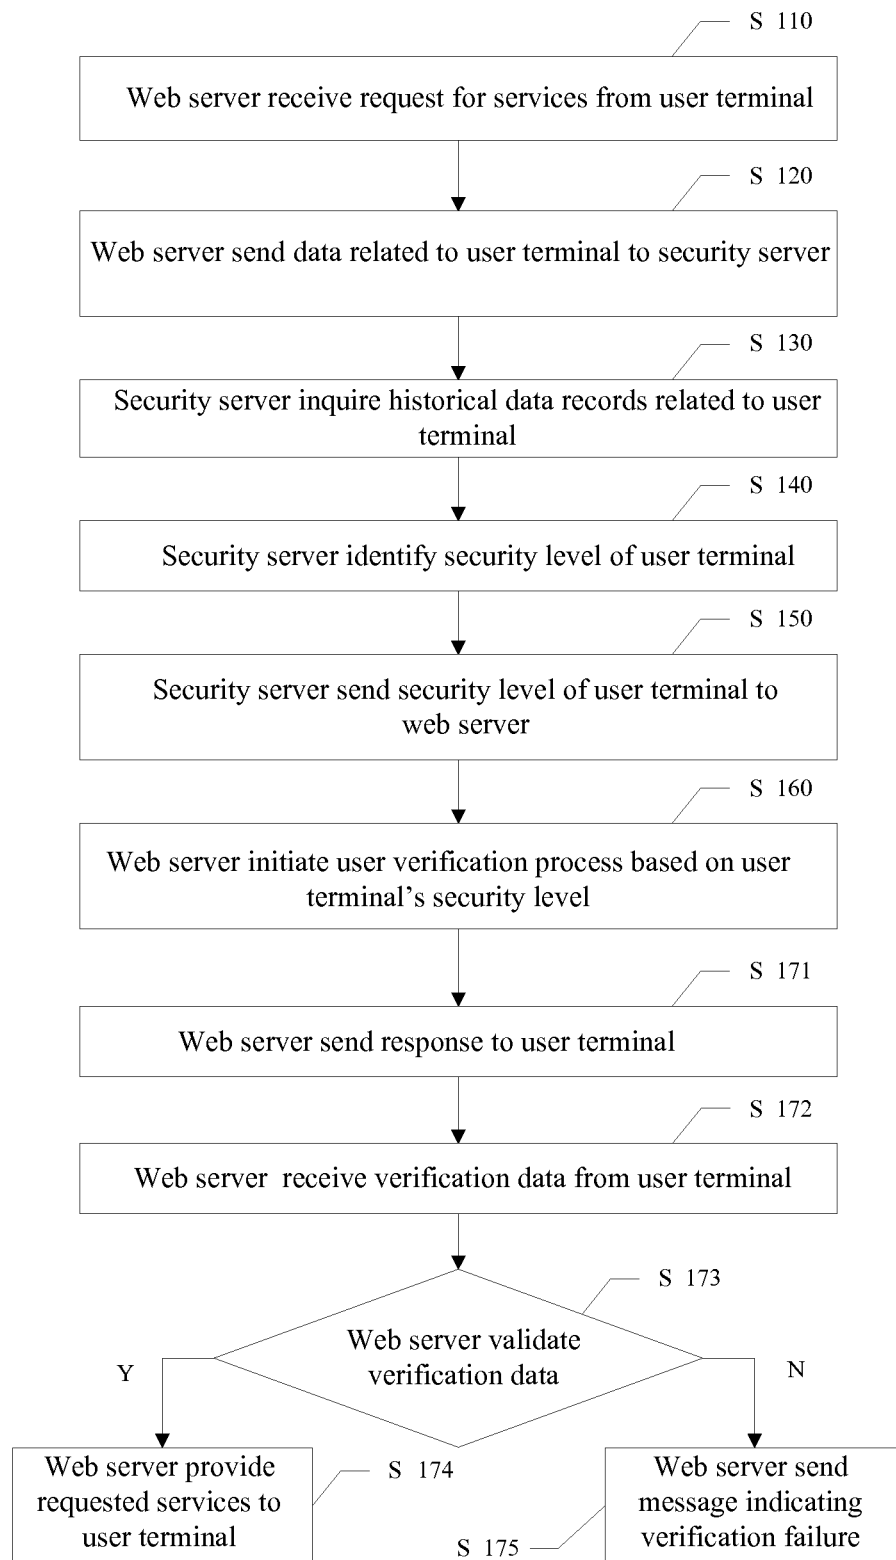 S 110
Web server receive request for services from user terminal
S 120
Web server send data related to user terminal to security server
S 130
Security server inquire historical data records related to user
terminal
S 140
Security server identify security level of user terminal
S 150
Security server send security level of user terminal to
web server
S 160
Web server initiate user verification process based on user
terminal’s security level
S 171
Web server send response to user terminal
S 172
Web server receive verification data from user terminal
S 173
Web server validate
verification data
Y
N
Web server provide
requested services to
user terminal
S 174
Web server send
message indicating
verification failure
S 175